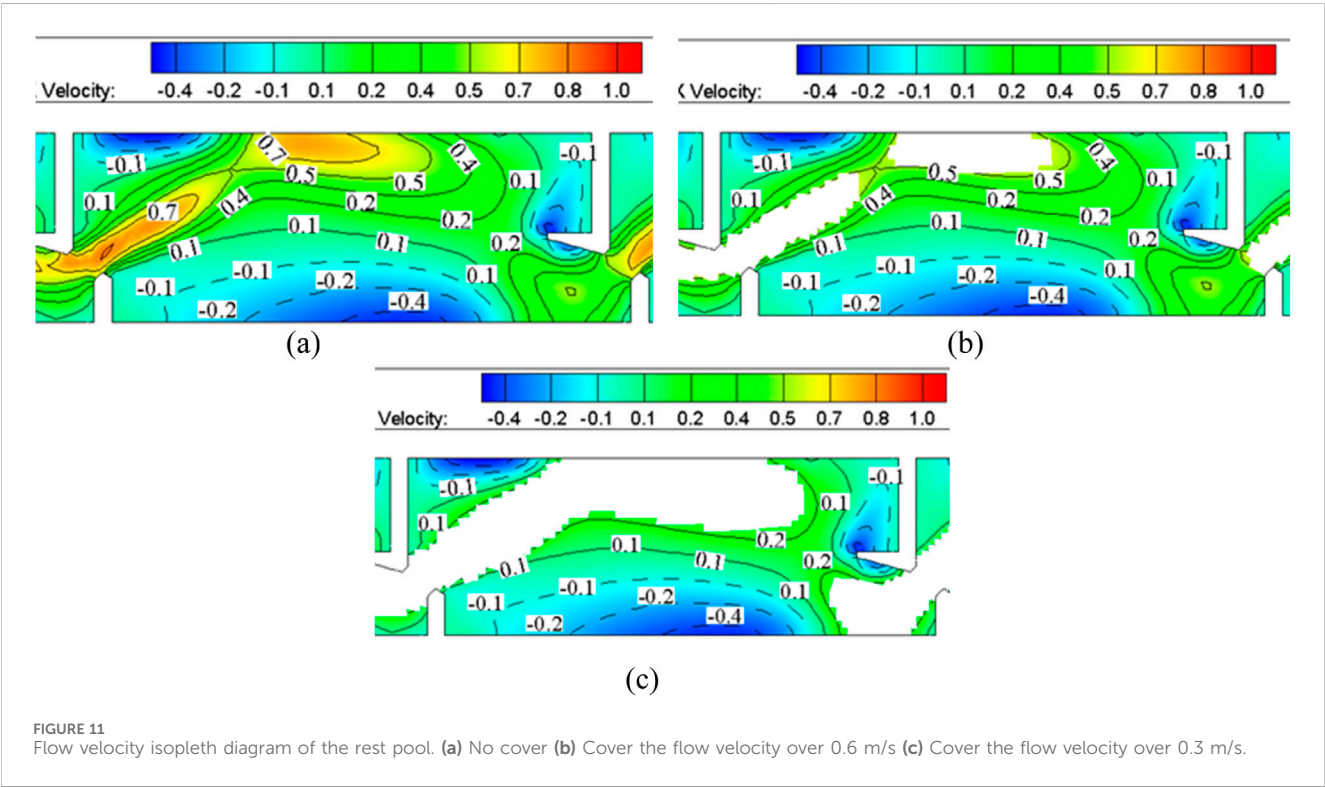 : Velocity: -0.4 -0.2 -0.1 0.1 0.2 0.4 0.5 0.7 0.8 1.0
-0.1 0.7 0.4 -0.1
0.5 0.5 0.1
0.1 0.7 0.4 0.2 0.2
0.1 0.1 0.1 0.2
-0.1 -0.1 -0.2 0.1
-0.2 -0.4
(a)
X Velocity: -0.4 -0.2 -0.1 0.1 0.2 0.4 0.5 0.7 0.8 1.0
-0.1 0.4 -0.1
0.5 0.5 0.1
0.1 0.4 0.2 0.2
0.1 0.1 0.1 0.2
-0.1 -0.1 -0.2 0.1
-0.2 -0.4
(b)
Velocity: -0.4 -0.2 -0.1 0.1 0.2 0.4 0.5 0.7 0.8 1.0
-0.1 -0.1
0.1 0.1
0.1 0.1 0.1 0.2 0.2
-0.1 -0.1 -0.2 0.1
-0.2 -0.4
(c)
FIGURE 11
Flow velocity isopleth diagram of the rest pool. (a) No cover (b) Cover the flow velocity over 0.6 m/s (c) Cover the flow velocity over 0.3 m/s.